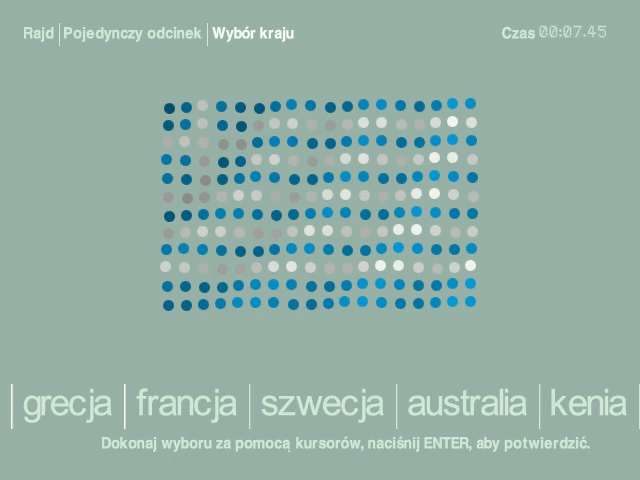 Rajd Pojedynczy odcinek Wybór kraju Czas 00:07.45
grecja francja szwecja australia kenia
Dokonaj wyboru za pomocą kursorów, naciśnij ENTER, aby potwierdzić.